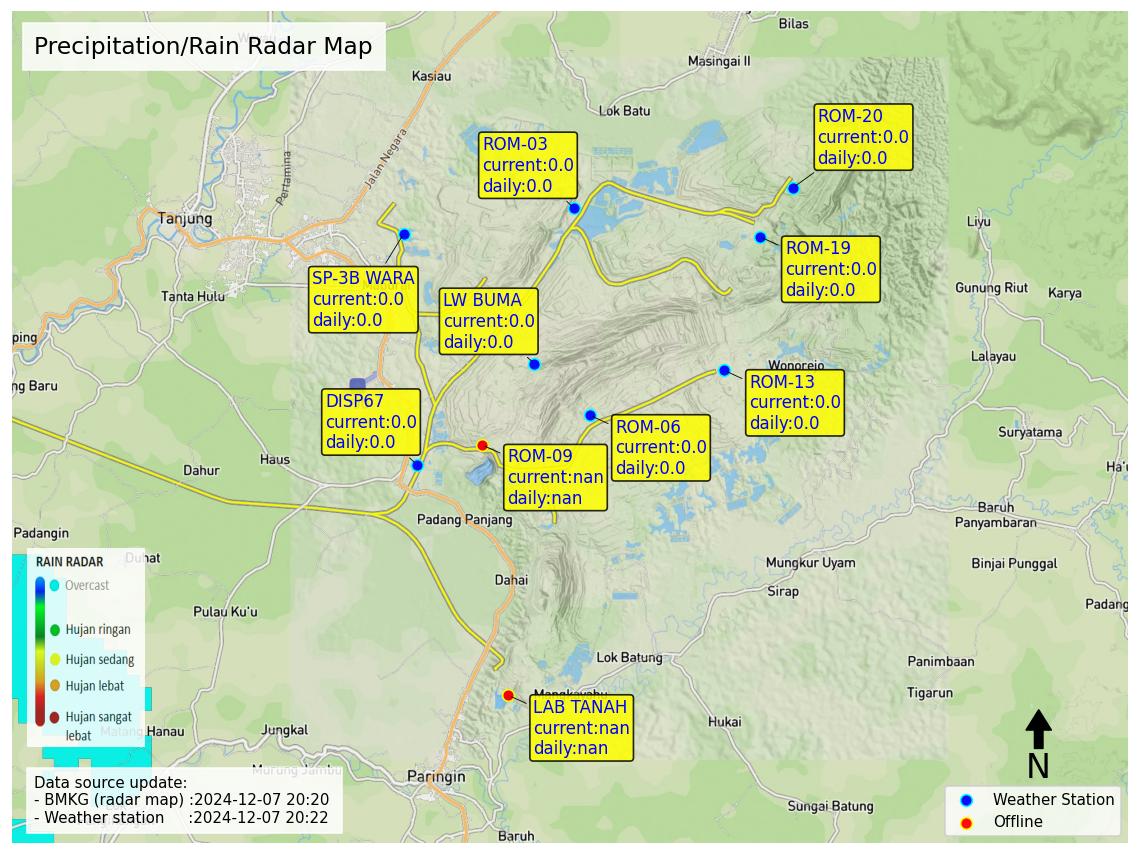 Precipitation/Rain Radar Map
Bilas
Masingai II
Kasiau
Lok Batu
Jalan Negara
Pertamina
Tanjung
Tanta Hulu
ROM-03
current:0.0
daily:0.0
ROM-20
current:0.0
daily:0.0
ROM-19
current:0.0
daily:0.0
SP-3B WARA
current:0.0
daily:0.0
LW BUMA
current:0.0
daily:0.0
Liyu
Gunung Riut
Karya
Lalayau
ping
ng Baru
Wonorejo
ROM-13
current:0.0
daily:0.0
DISP67
current:0.0
daily:0.0
ROM-06
current:0.0
daily:0.0
ROM-09
current:nan
daily:nan
Suryatama
Ha'u
Haus
Dahur
Padang Panjang
Baruh
Panyambaran
Padangin
Duhat
Binjai Punggal
Mungkur Uyam
Sirap
Padang
Dahai
Pulau Ku'u
RAIN RADAR
Overcast
Hujan ringan
Hujan sedang
Hujan lebat
Hujan sangat
lebat
Lok Batung
Panimbaan
Tigarun
Mangkayahu
LAB TANAH
current:nan
daily:nan
Hukai
Matang Hanau
Jungkal
Murung Jambu
Paringin
Sungai Batung
Baruh
N
Data source update:
- BMKG (radar map) :2024-12-07 20:20
- Weather station :2024-12-07 20:22
Weather Station
Offline